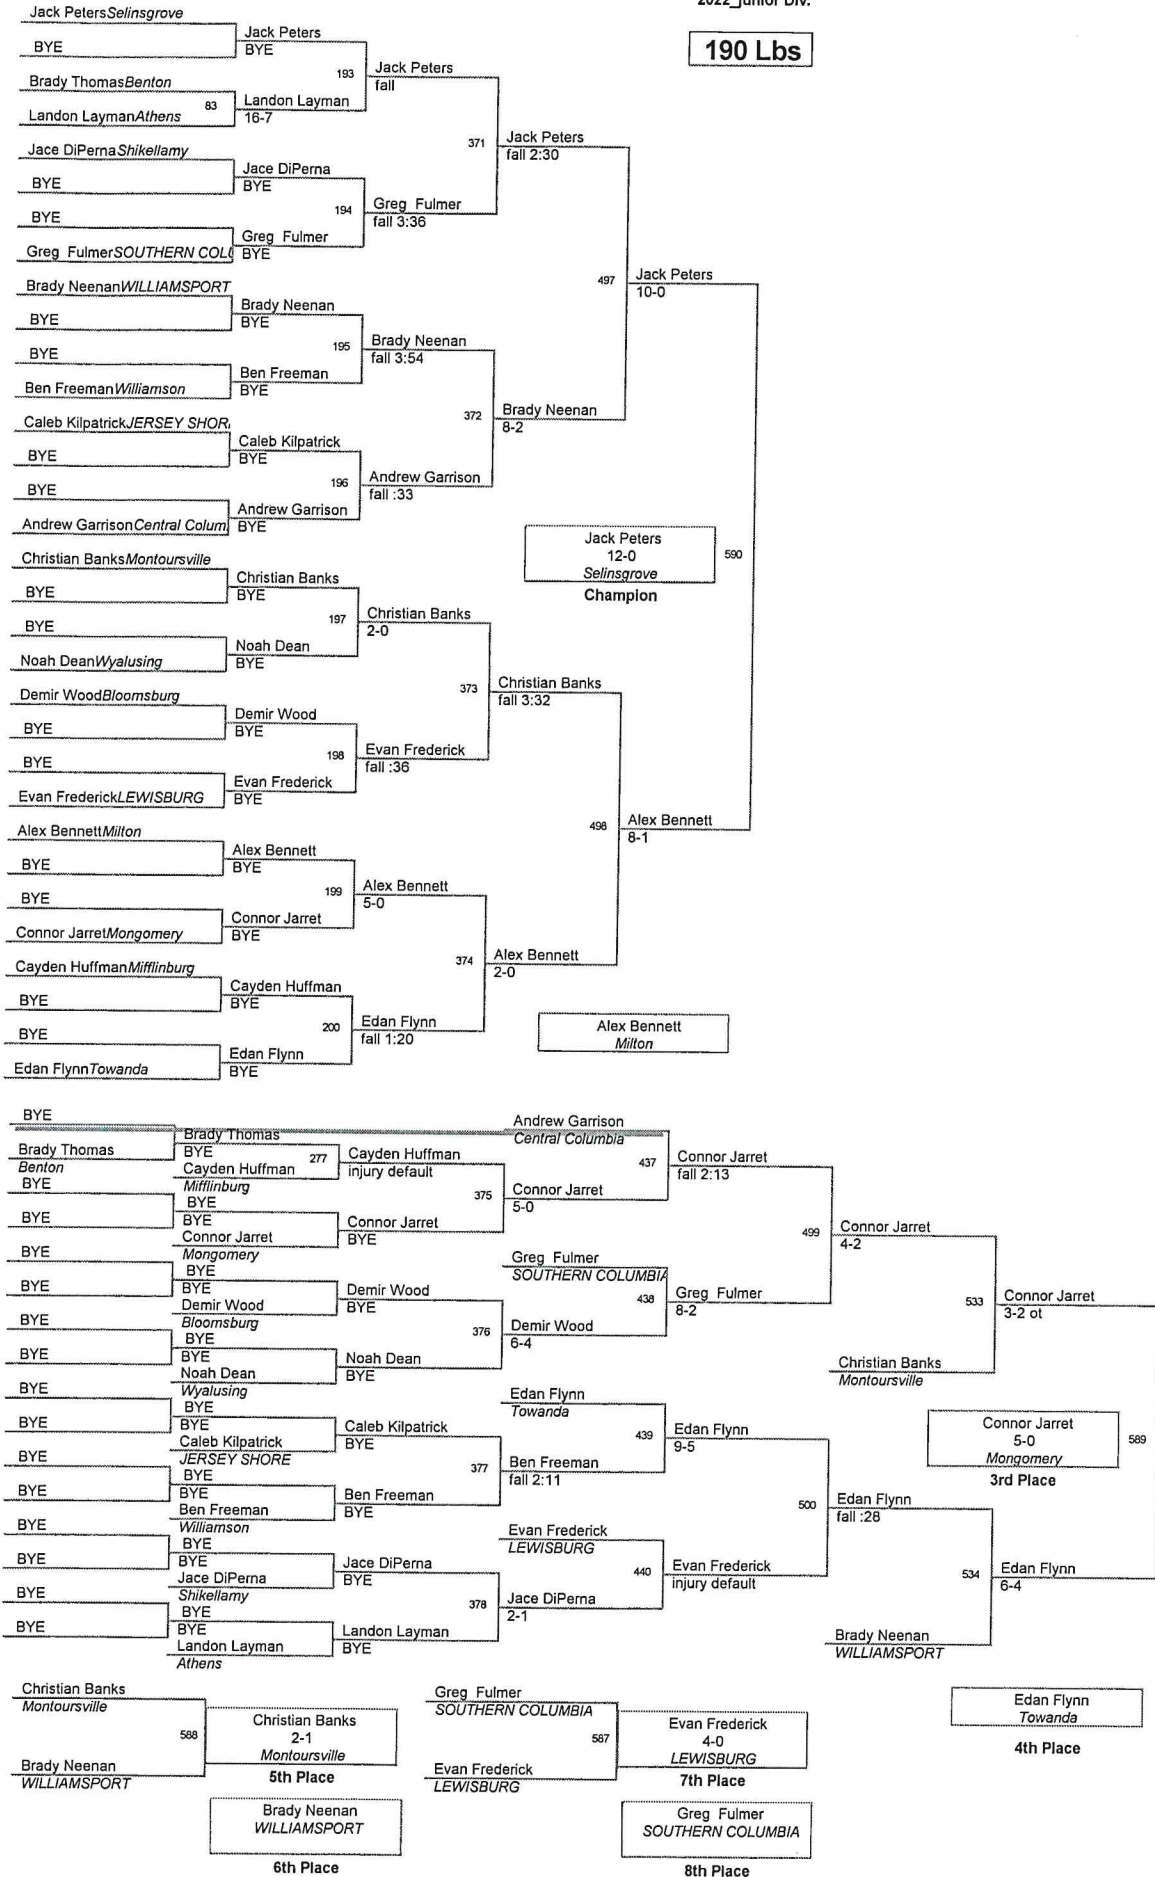 2022_junior Div.
190 Lbs
Jack Peters Selinsgrove
BYE
Jack Peters
BYE
193
Jack Peters
fall
Brady Thomas Benton
83
Landon Layman Athens
Landon Layman
16-7
371
Jack Peters
fall 2:30
Jace DiPerna Shikellamy
BYE
Jace DiPerna
BYE
194
Greg Fulmer
fall 3:36
BYE
Greg Fulmer SOUTHERN COLU
Greg Fulmer
BYE
497
Jack Peters
10-0
Brady Neenan WILLIAMSPORT
BYE
Brady Neenan
BYE
195
Brady Neenan
fall 3:54
BYE
Ben Freeman Williamson
Ben Freeman
BYE
372
Brady Neenan
8-2
Caleb Kilpatrick JERSEY SHOR
BYE
Caleb Kilpatrick
BYE
196
Andrew Garrison
fall :33
BYE
Andrew Garrison Central Colum
Andrew Garrison
BYE
Jack Peters
12-0
Selinsgrove
590
Champion
Christian Banks Montoursville
BYE
Christian Banks
BYE
197
Christian Banks
2-0
BYE
Noah Dean Wyalusing
Noah Dean
BYE
373
Christian Banks
fall 3:32
Demir Wood Bloomsburg
BYE
Demir Wood
BYE
198
Evan Frederick
fall :36
BYE
Evan Frederick LEWISBURG
Evan Frederick
BYE
498
Alex Bennett
8-1
Alex Bennett Milton
BYE
Alex Bennett
BYE
199
Alex Bennett
5-0
BYE
Connor Jarret Mongomery
Connor Jarret
BYE
374
Alex Bennett
2-0
Cayden Huffman Mifflinburg
BYE
Cayden Huffman
BYE
200
Edan Flynn
fall 1:20
BYE
Edan Flynn Towanda
Edan Flynn
BYE
Alex Bennett
Milton
BYE
Brady Thomas
Benton
Brady Thomas
BYE
277
Cayden Huffman
Mifflinburg
Cayden Huffman
injury default
375
Connor Jarret
5-0
Andrew Garrison
Central Columbia
437
Connor Jarret
fall 2:13
BYE
BYE
BYE
BYE
Connor Jarret
Mongomery
Connor Jarret
BYE
499
Connor Jarret
4-2
BYE
BYE
BYE
BYE
Demir Wood
Bloomsburg
Demir Wood
BYE
376
Demir Wood
6-4
Greg Fulmer
SOUTHERN COLUMBIA
438
Greg Fulmer
8-2
BYE
BYE
BYE
BYE
Noah Dean
Wyalusing
Noah Dean
BYE
533
Connor Jarret
3-2 ot
Christian Banks
Montoursville
BYE
BYE
BYE
BYE
Caleb Kilpatrick
JERSEY SHORE
Caleb Kilpatrick
BYE
377
Ben Freeman
fall 2:11
Edan Flynn
Towanda
439
Edan Flynn
9-5
BYE
BYE
BYE
BYE
Ben Freeman
Williamson
Ben Freeman
BYE
500
Edan Flynn
fall :28
Connor Jarret
5-0
Mongomery
589
3rd Place
BYE
BYE
BYE
BYE
Jace DiPerna
Shikellamy
Jace DiPerna
BYE
378
Jace DiPerna
2-1
Evan Frederick
LEWISBURG
440
Evan Frederick
injury default
BYE
BYE
BYE
BYE
Landon Layman
Athens
Landon Layman
BYE
534
Edan Flynn
6-4
Brady Neenan
WILLIAMSPORT
Christian Banks
Montoursville
588
Brady Neenan
WILLIAMSPORT
Christian Banks
2-1
Montoursville
5th Place
Brady Neenan
WILLIAMSPORT
6th Place
Greg Fulmer
SOUTHERN COLUMBIA
587
Evan Frederick
LEWISBURG
Evan Frederick
4-0
LEWISBURG
7th Place
Greg Fulmer
SOUTHERN COLUMBIA
8th Place
Edan Flynn
Towanda
4th Place